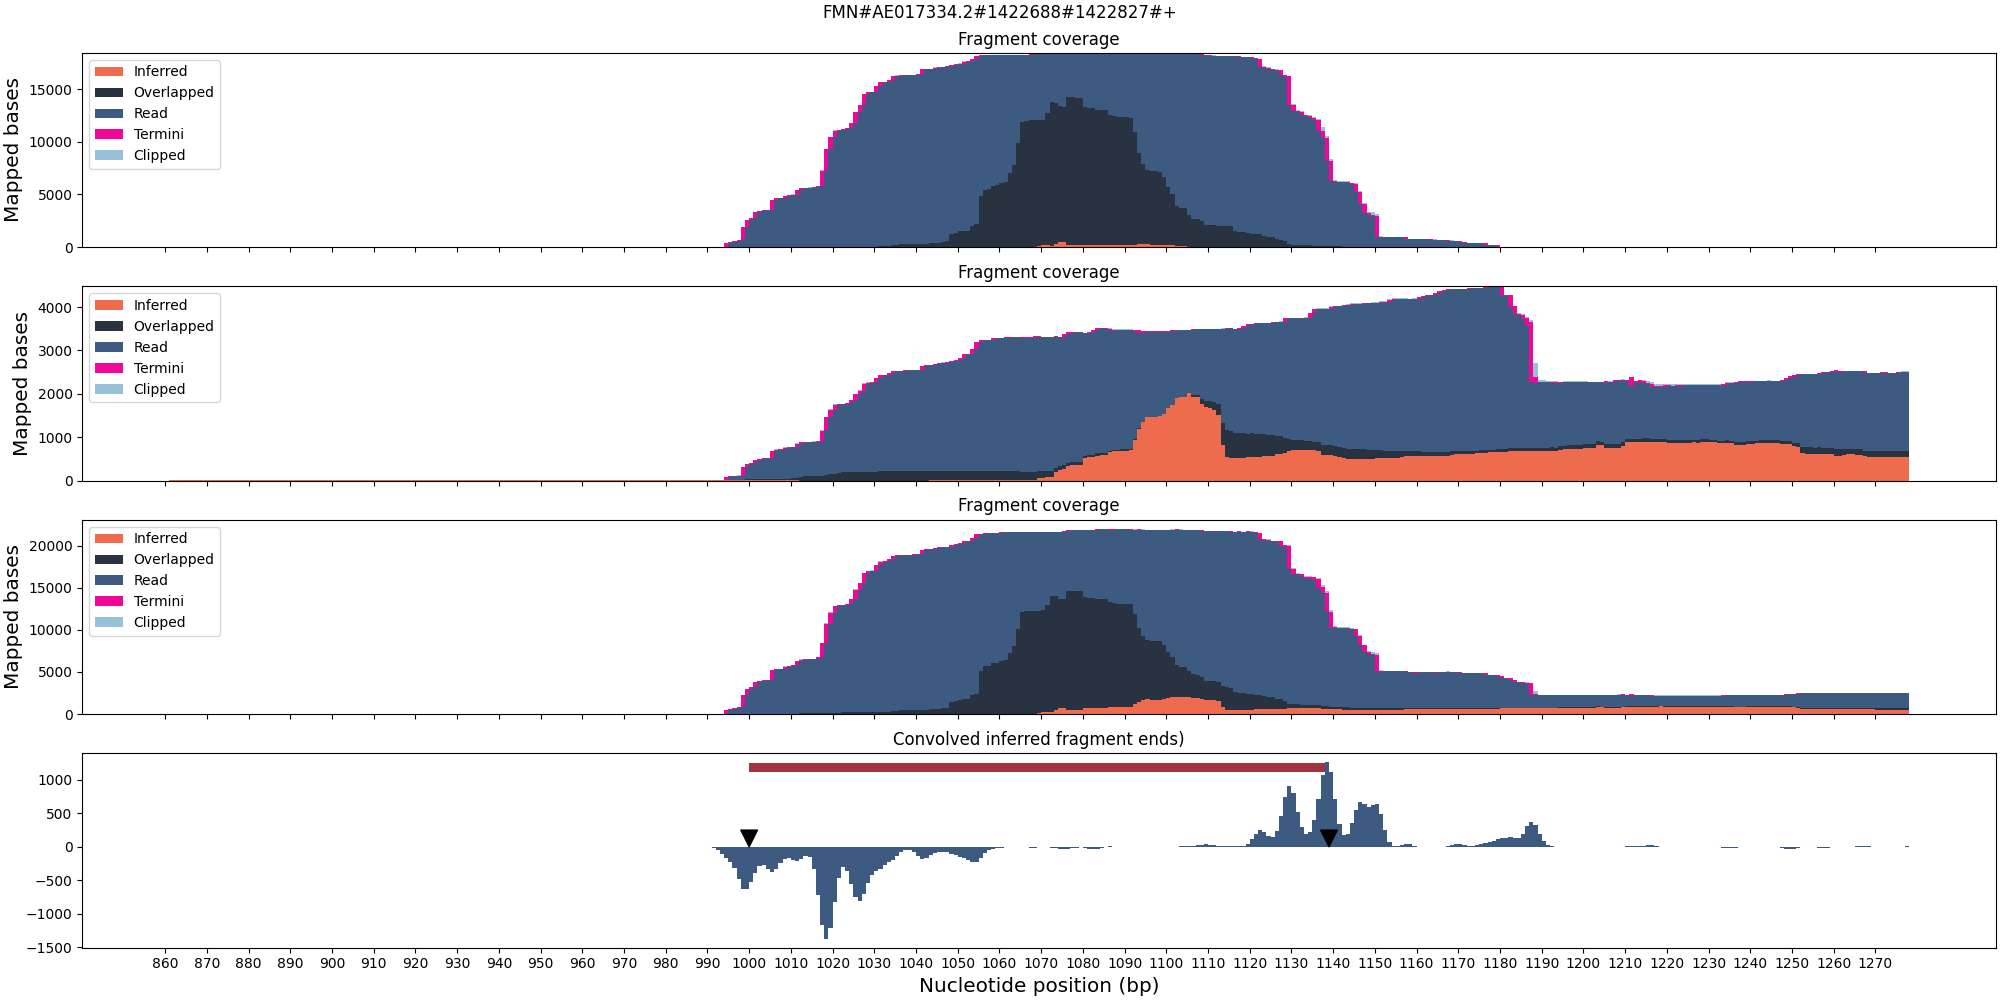 FMN#AE017334.2#1422688#1422827#+
Fragment coverage
Mapped bases
15000
10000
5000
0
Inferred
Overlapped
Read
Termini
Clipped
Fragment coverage
Mapped bases
4000
3000
2000
1000
0
Inferred
Overlapped
Read
Termini
Clipped
Fragment coverage
Mapped bases
20000
15000
10000
5000
0
Inferred
Overlapped
Read
Termini
Clipped
Convolved inferred fragment ends)
1000
500
0
−500
−1000
−1500
860 870 880 890 900 910 920 930 940 950 960 970 980 990 1000 1010 1020 1030 1040 1050 1060 1070 1080 1090 1100 1110 1120 1130 1140 1150 1160 1170 1180 1190 1200 1210 1220 1230 1240 1250 1260 1270
Nucleotide position (bp)